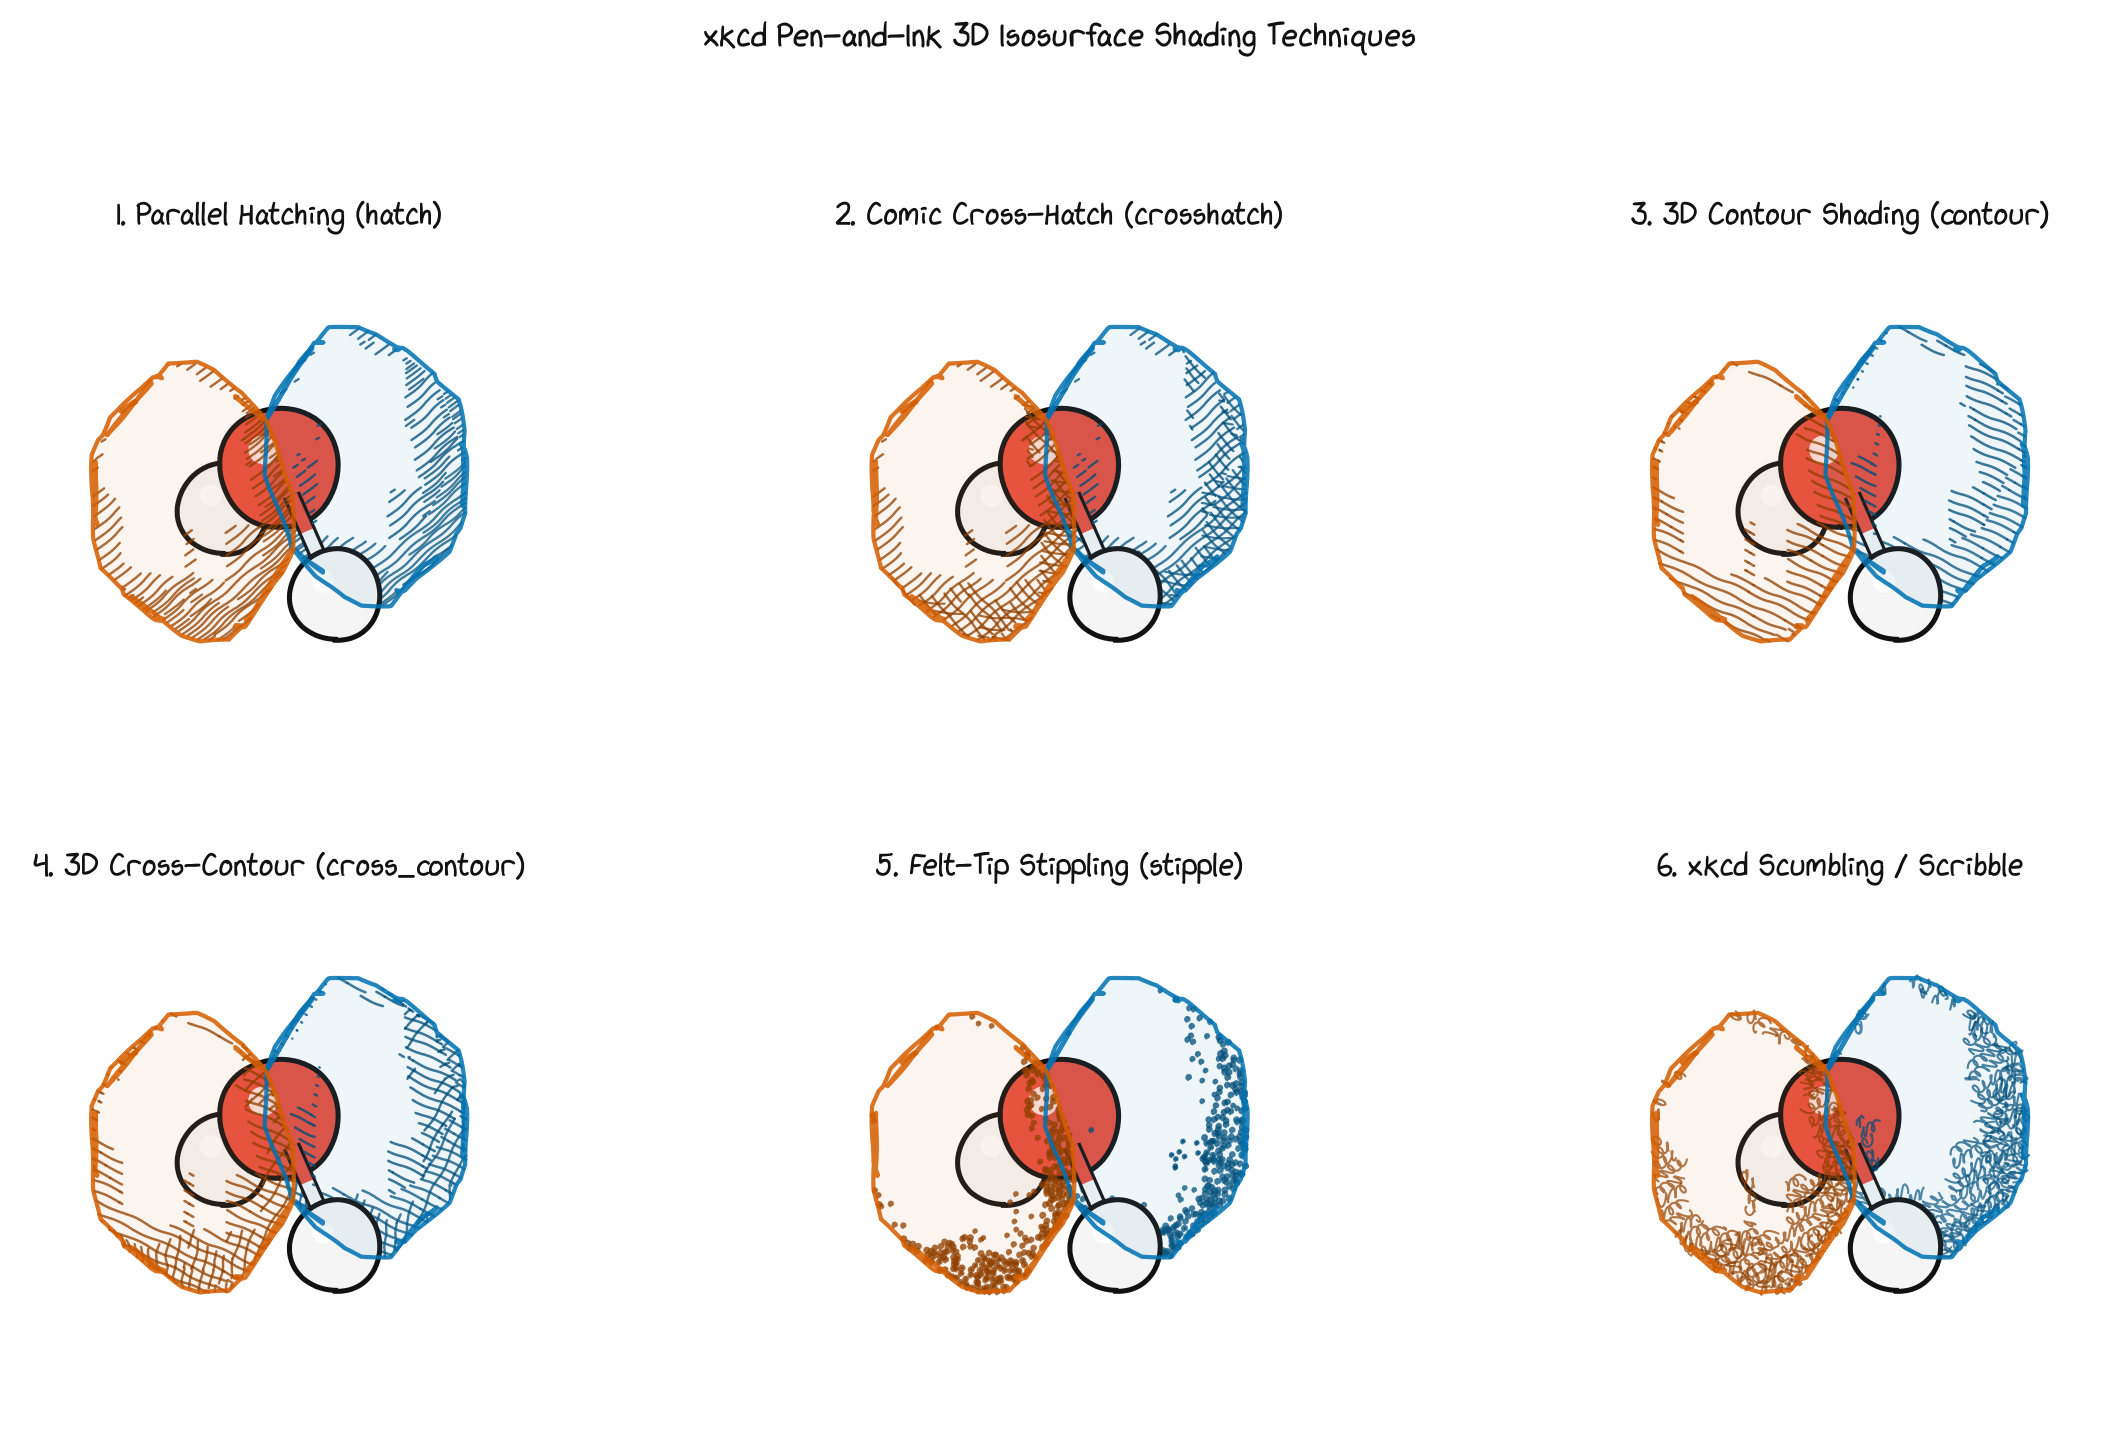 xkcd Pen-and-Ink 3D Isosurface Shading Techniques
1. Parallel Hatching (hatch)
2. Comic Cross-Hatch (crosshatch)
3. 3D Contour Shading (contour)
4. 3D Cross-Contour (cross_contour)
5. Felt-Tip Stippling (stipple)
6. xkcd Scumbling / Scribble